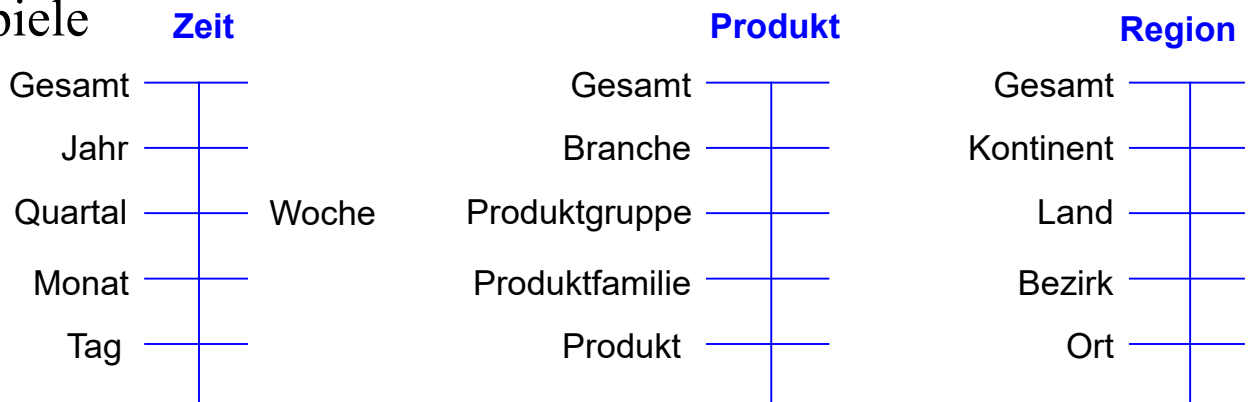 piele Zeit Produkt Region
Gesamt Gesamt Gesamt
Jahr Branche Kontinent
Quartal Woche Produktgruppe Land
Monat Produktfamilie Bezirk
Tag Produkt Ort